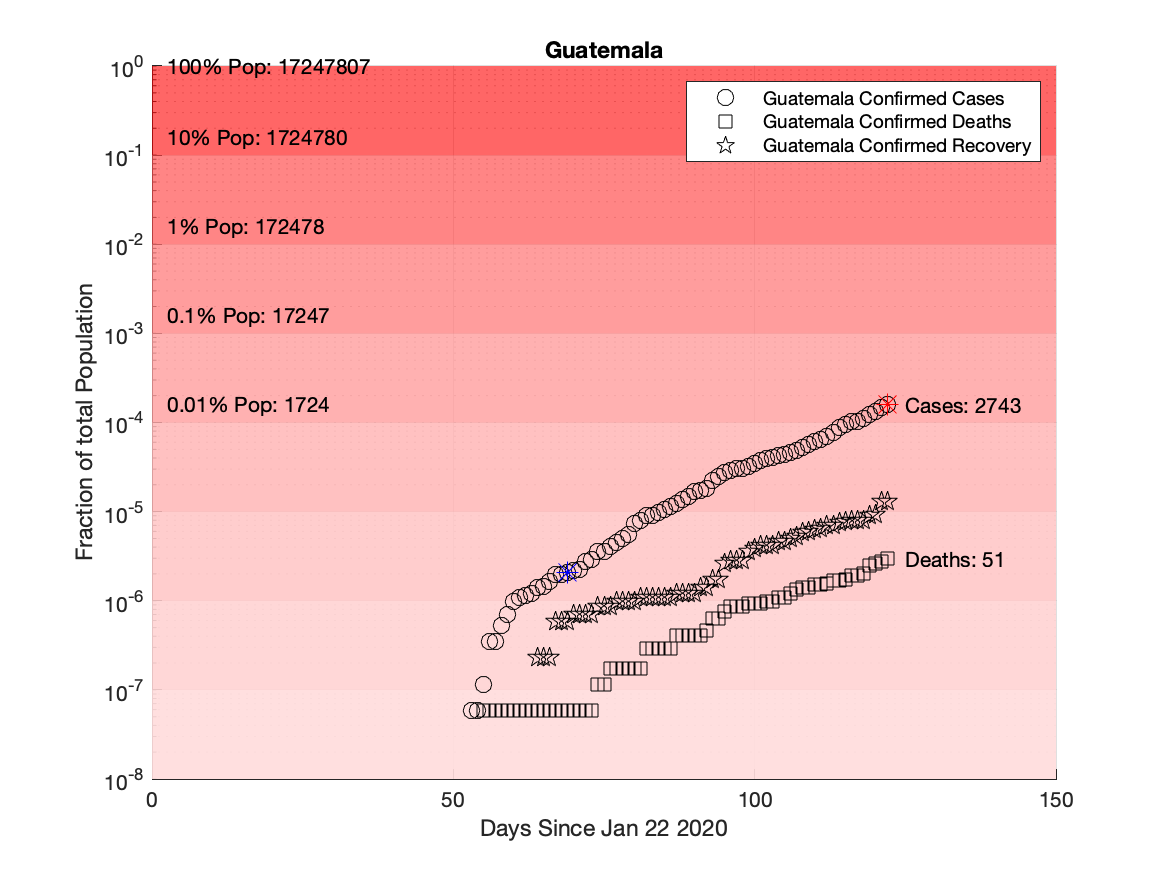 Guatemala
10^0
100% Pop: 17247807
Guatemala Confirmed Cases
Guatemala Confirmed Deaths
Guatemala Confirmed Recovery
10% Pop: 1724780
10^-1
1% Pop: 172478
10^-2
0.1% Pop: 17247
10^-3
0.01% Pop: 1724
Cases: 2743
10^-4
10^-5
Deaths: 51
10^-6
10^-7
10^-8
Fraction of total Population
0 50 100 150
Days Since Jan 22 2020